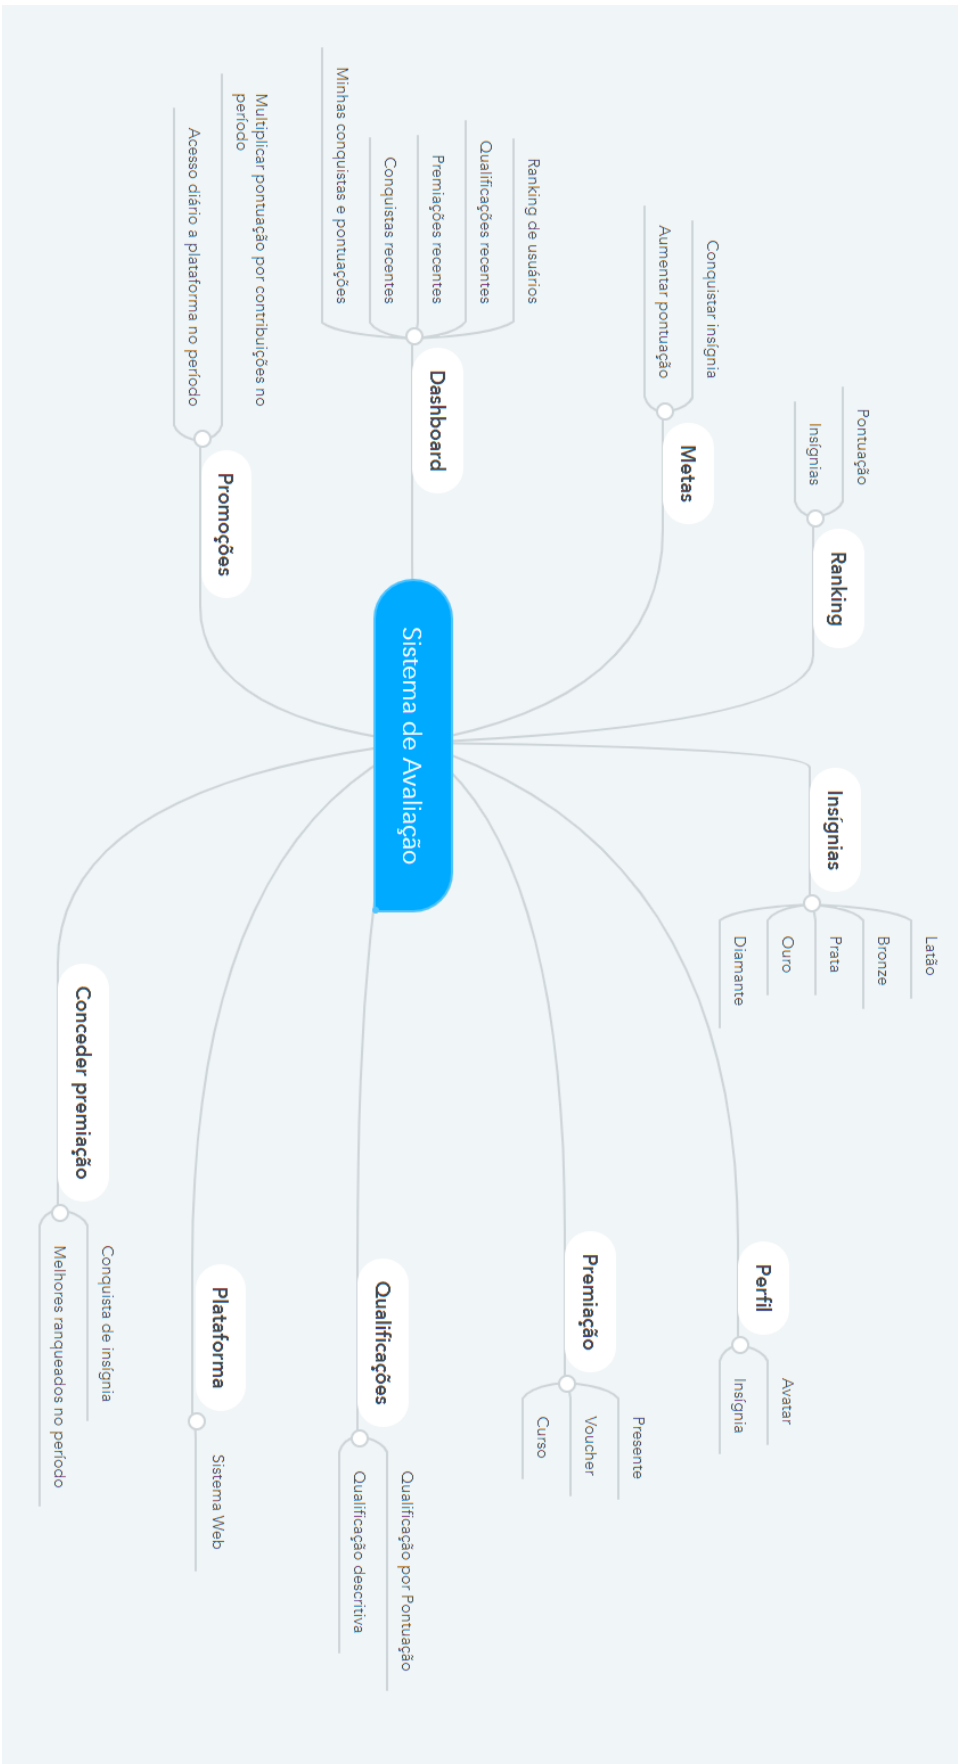 Sistema de Avaliação
Ranking
Pontuação
Insígnias
Metas
Conquistar insígnia
Aumentar pontuação
Dashboard
Ranking de usuários
Qualificações recentes
Premiações recentes
Conquistas recentes
Minhas conquistas e pontuações
Promoções
Multiplicar pontuação por contribuições no
período
Acesso diário a plataforma no período
Insígnias
Latão
Bronze
Prata
Ouro
Diamante
Perfil
Avatar
Insígnia
Premiação
Presente
Voucher
Curso
Qualificações
Qualificação por Pontuação
Qualificação descritiva
Plataforma
Sistema Web
Conceder premiação
Conquista de insígnia
Melhores ranqueados no período